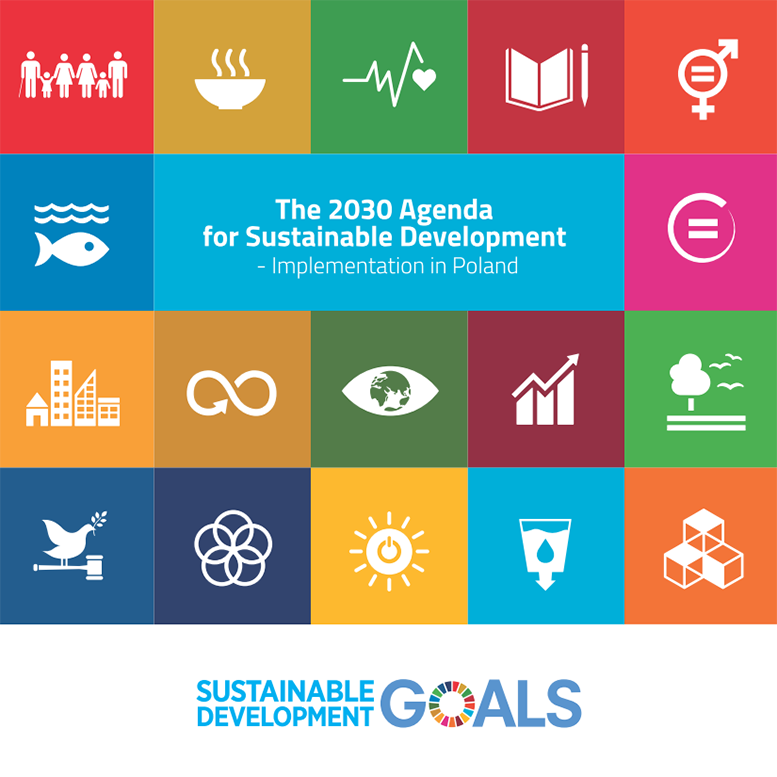 The 2030 Agenda
for Sustainable Development
- Implementation in Poland
SUSTAINABLE
DEVELOPMENT
GOALS